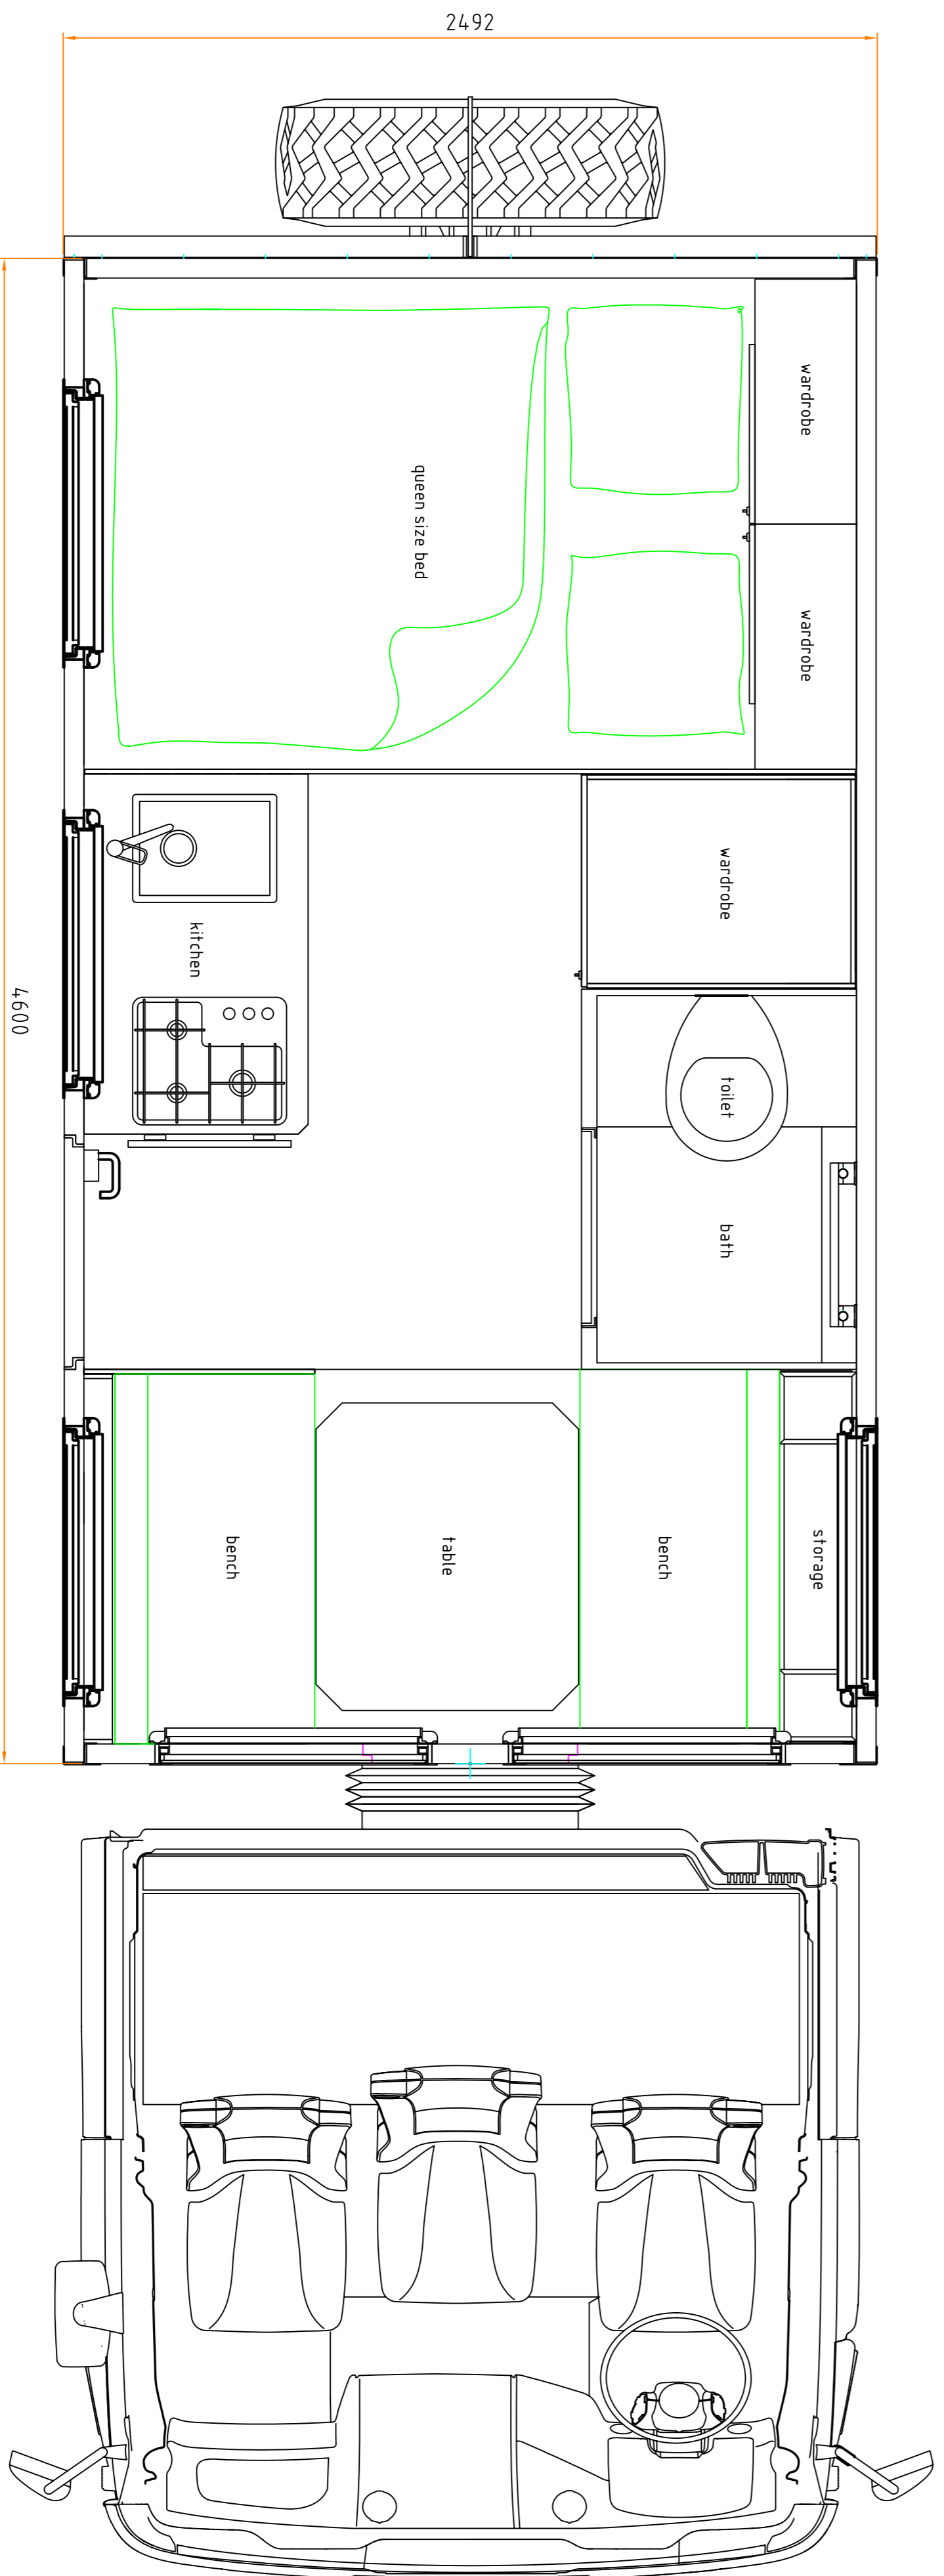 2492
wardrobe
queen size bed
wardrobe
wardrobe
kitchen
4600
toilet
bath
bench
table
bench
storage